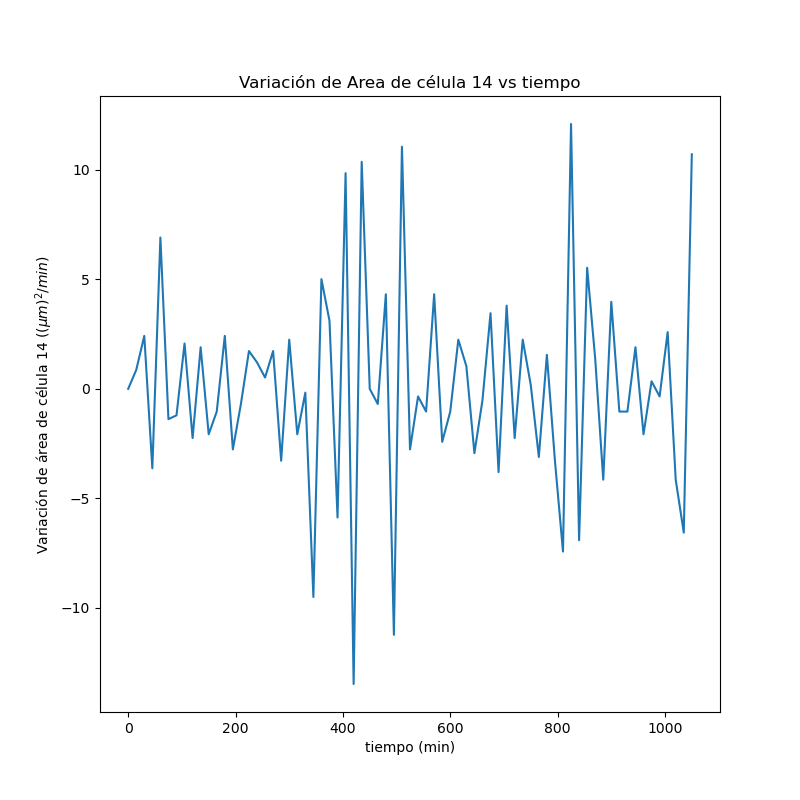 Variación de Area de célula 14 vs tiempo
Variación de área de célula 14 ((μm)²/min)
10
5
0
−5
−10
0 200 400 600 800 1000
tiempo (min)